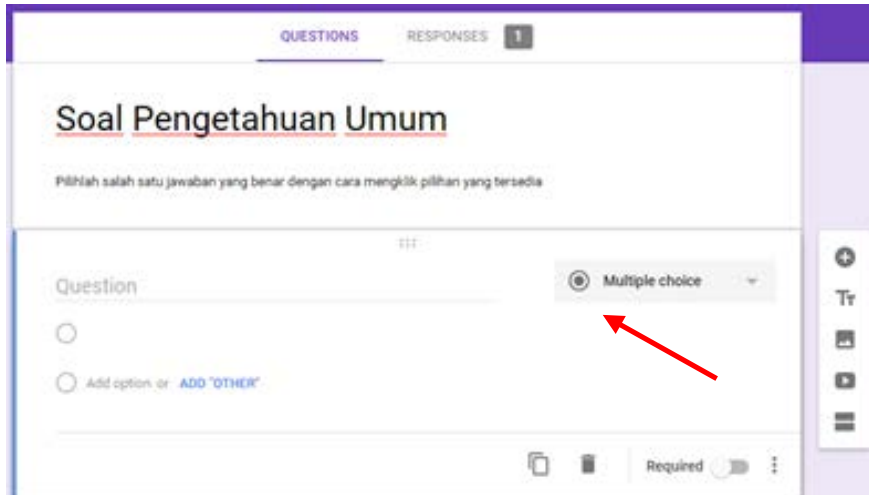 QUESTIONS RESPONSES 1
Soal Pengetahuan Umum
Pilihlah salah satu jawaban yang benar dengan cara mengklik pilihan yang tersedia
Question
Multiple choice
Tт
Add option or ADD "OTHER"
Required